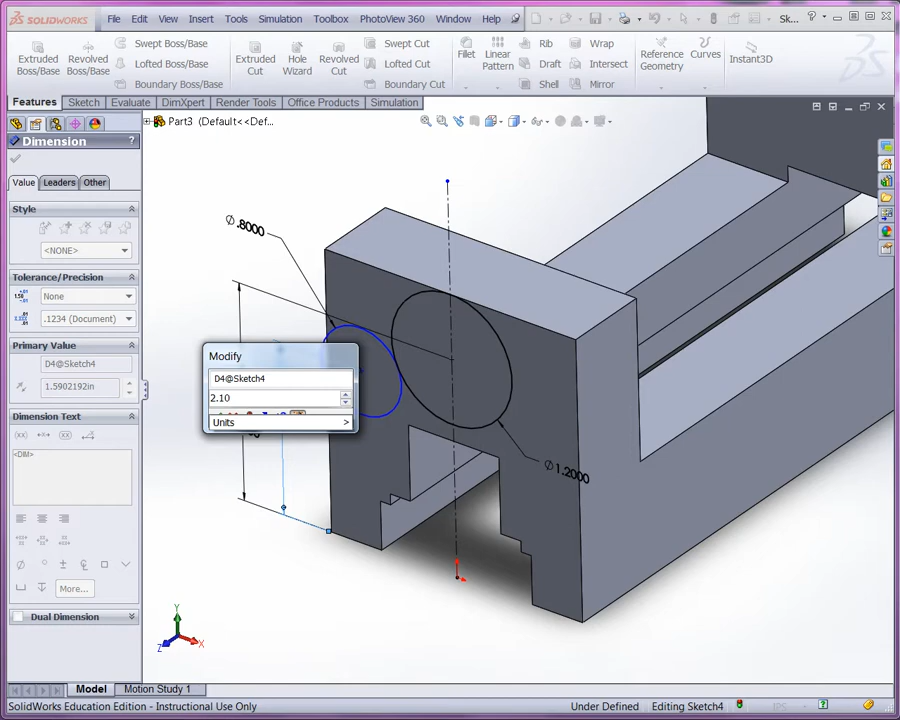 SOLIDWORKS File Edit View Insert Tools Simulation Toolbox PhotoView 360 Window Help Sk... ?
Extruded Boss/Base
Revolved Boss/Base
Swept Boss/Base
Lofted Boss/Base
Boundary Boss/Base
Extruded Cut
Hole Wizard
Revolved Cut
Swept Cut
Lofted Cut
Boundary Cut
Fillet
Linear Pattern
Rib
Draft
Shell
Wrap
Intersect
Mirror
Reference Geometry
Curves
Instant3D
Features Sketch Evaluate DimXpert Render Tools Office Products Simulation
Part3 (Default<<Def...
Dimension ?
Value Leaders Other
Style
<NONE>
Tolerance/Precision
None
.1234 (Document)
Primary Value
D4@Sketch4
1.5902192in
Dimension Text
<DIM>
More...
Dual Dimension
Ø.8000
Modify
D4@Sketch4
2.10
Units >
Ø1.2000
Y
X
Z
Model Motion Study 1
SolidWorks Education Edition - Instructional Use Only Under Defined Editing Sketch4 IPS ?